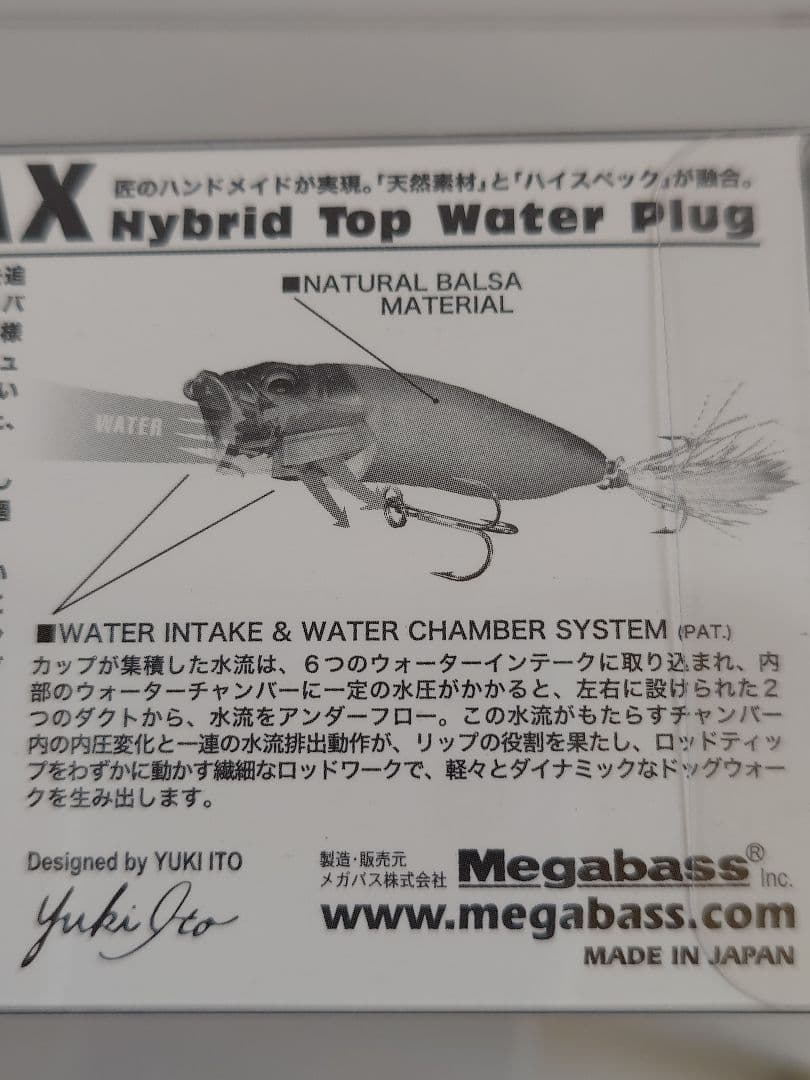 AX
匠のハンドメイドが実現。「天然素材」と「ハイスペック」が融合。
Hybrid Top Water Plug
■NATURAL BALSA
MATERIAL
WATER
■WATER INTAKE & WATER CHAMBER SYSTEM (PAT.)
カップが集積した水流は、６つのウォーターインテークに取り込まれ、内
部のウォーターチャンバーに一定の水圧がかかると、左右に設けられた２
つのダクトから、水流をアンダーフロー。この水流がもたらすチャンバー
内の内圧変化と一連の水流排出動作が、リップの役割を果たし、ロッドティッ
プをわずかに動かす繊細なロッドワークで、軽々とダイナミックなドッグウォー
クを生み出します。
Designed by YUKI ITO
Yuki Ito
製造・販売元
メガバス株式会社
Megabass® Inc.
www.megabass.com
MADE IN JAPAN